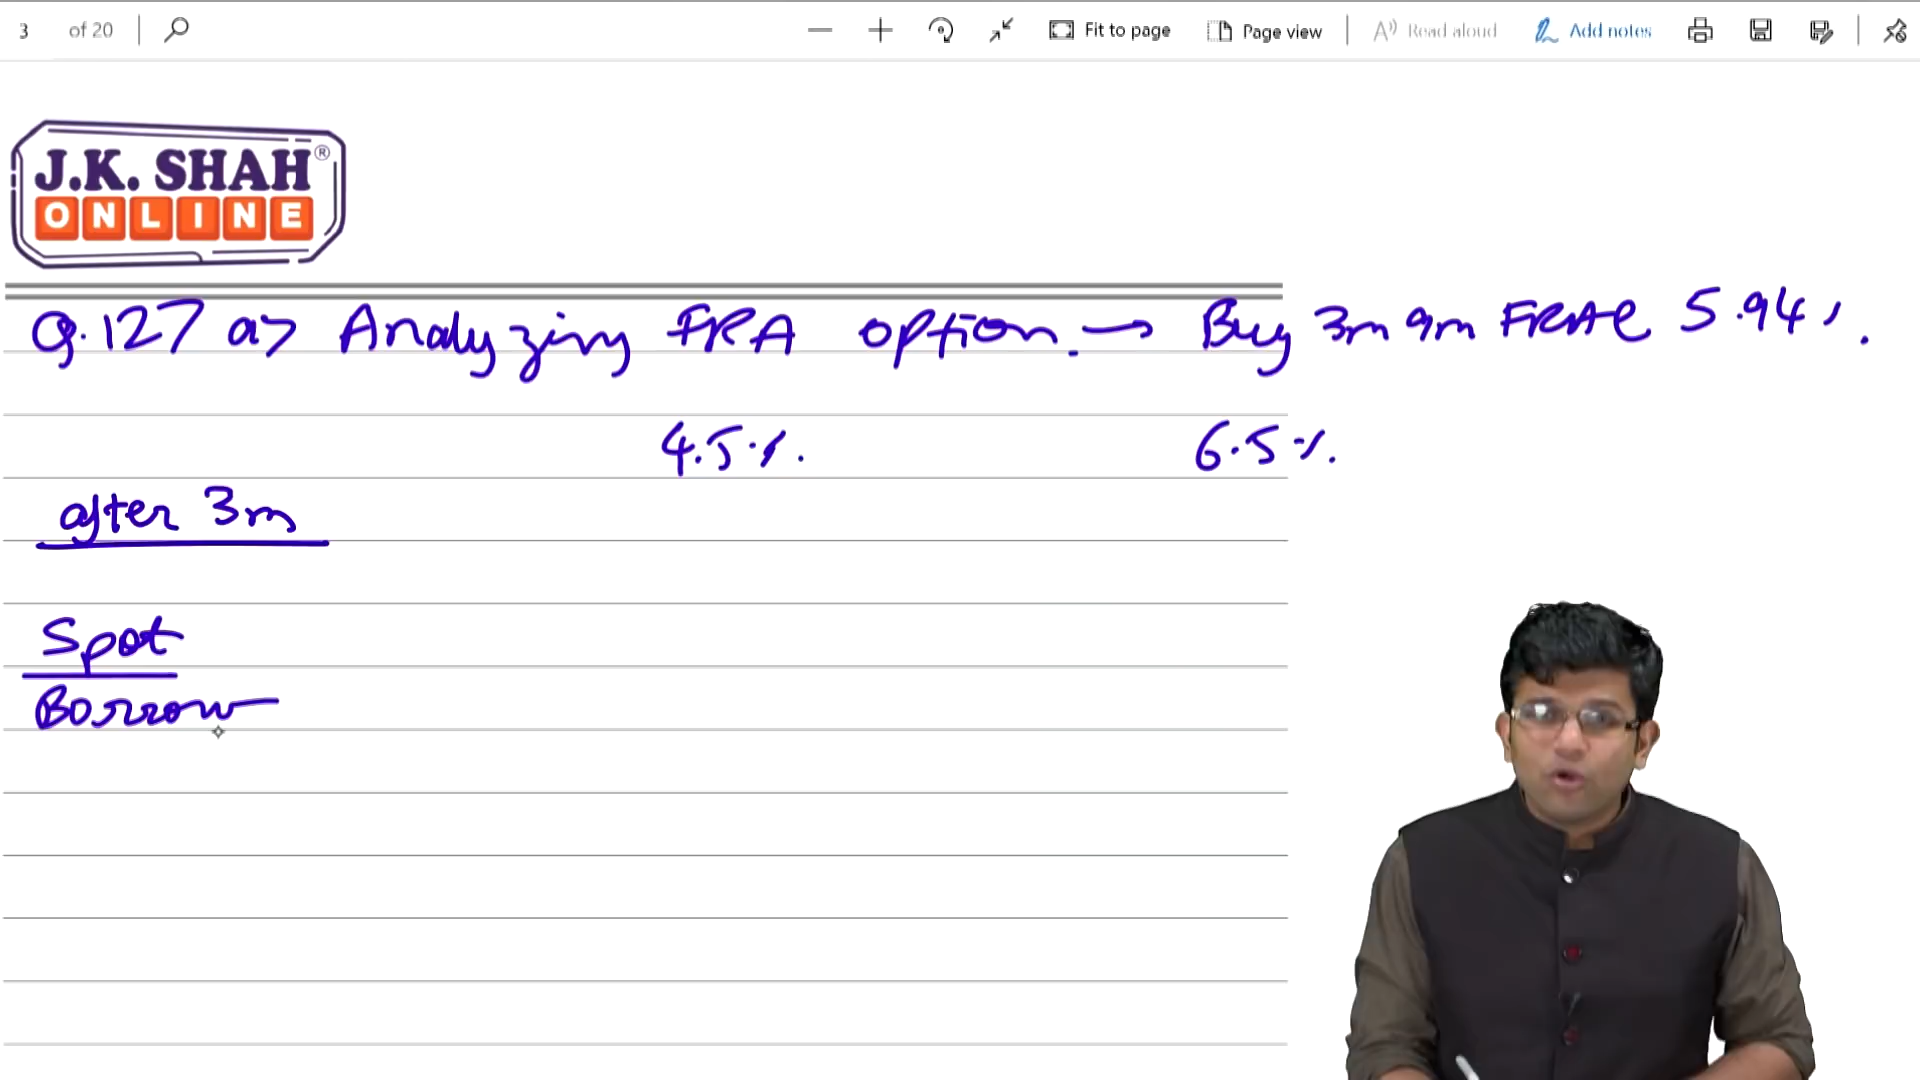 3 of 20 Fit to page Page view Read aloud Add notes
J.K. SHAH®
ONLINE
Q.127 a> Analyzing FRA option. → Buy 3m 9m FRA @ 5.94%.
4.5%. 6.5%.
after 3m
Spot
Borrow